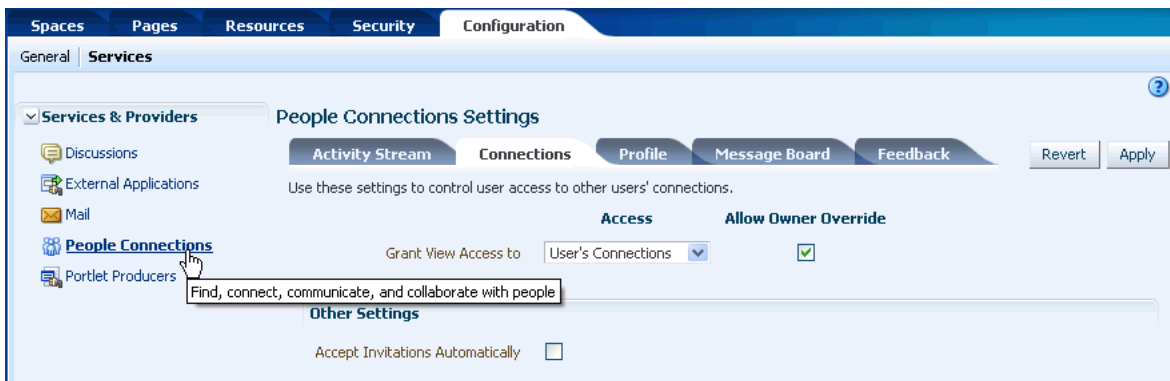 Spaces Pages Resources Security Configuration
General Services
Services & Providers
Discussions
External Applications
Mail
People Connections
Portlet Producers
Find, connect, communicate, and collaborate with people
People Connections Settings
Activity Stream Connections Profile Message Board Feedback
Revert Apply
Use these settings to control user access to other users' connections.
Access Allow Owner Override
Grant View Access to User's Connections
Other Settings
Accept Invitations Automatically